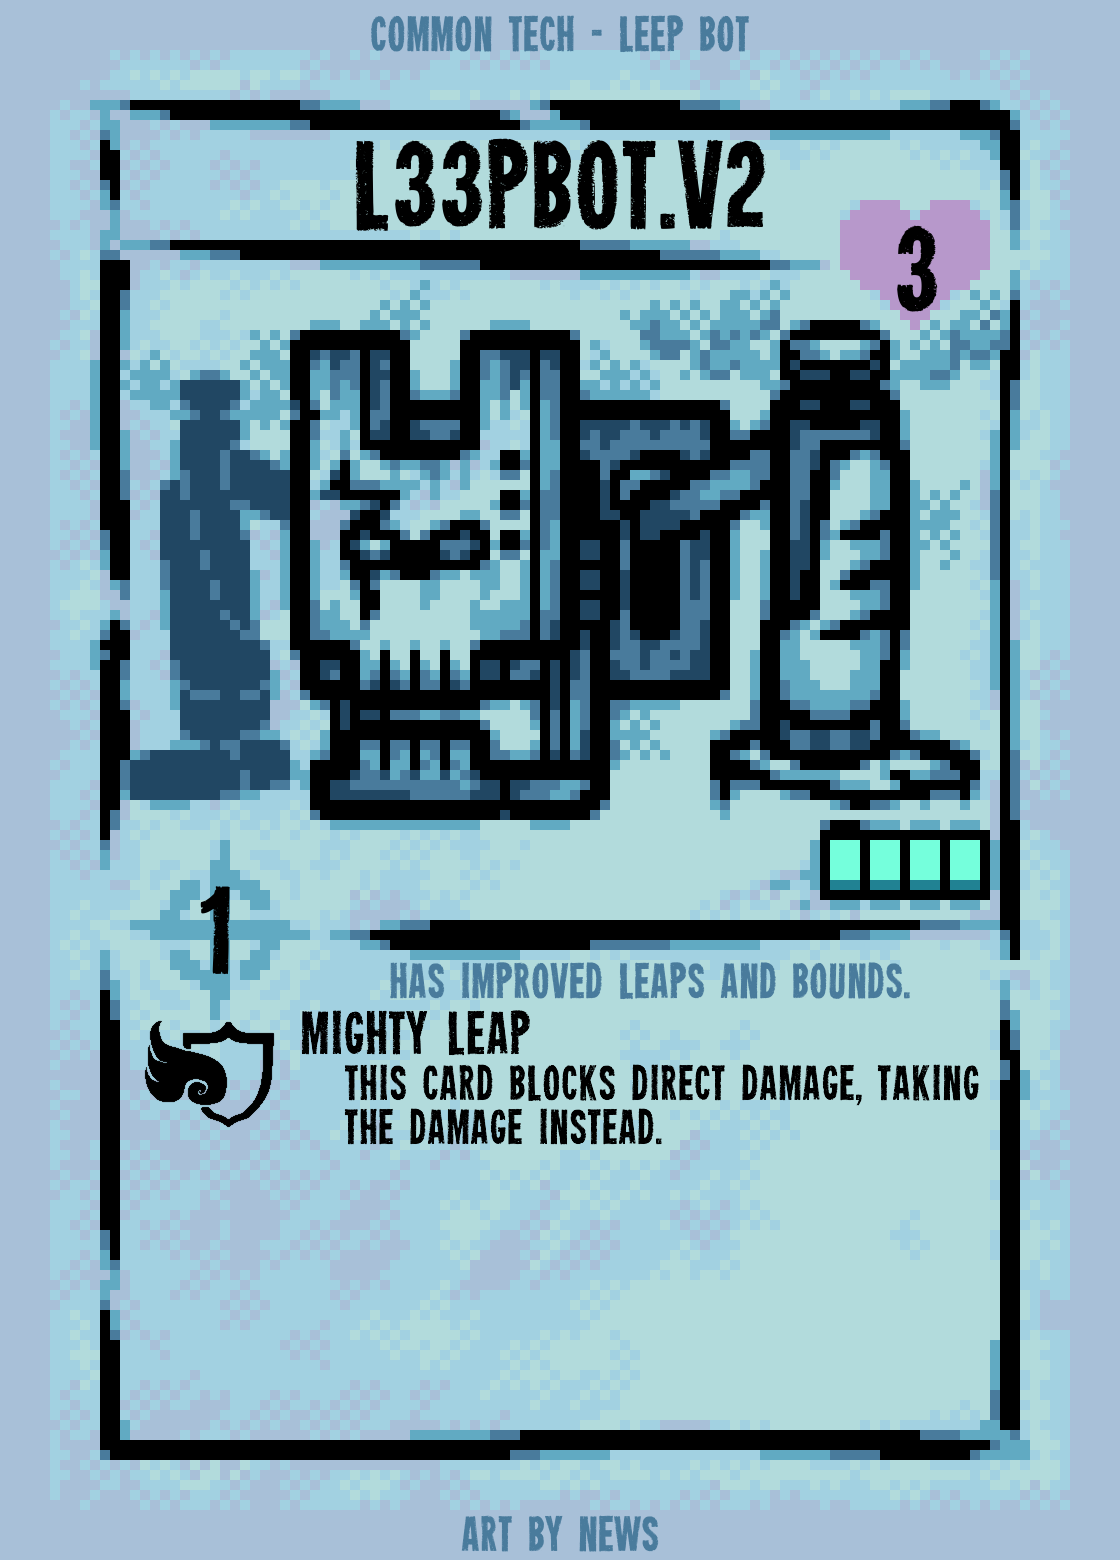 COMMON TECH - LEEP BOT
L33PBOT.V2
3
1
HAS IMPROVED LEAPS AND BOUNDS.
MIGHTY LEAP
THIS CARD BLOCKS DIRECT DAMAGE, TAKING
THE DAMAGE INSTEAD.
ART BY NEWS